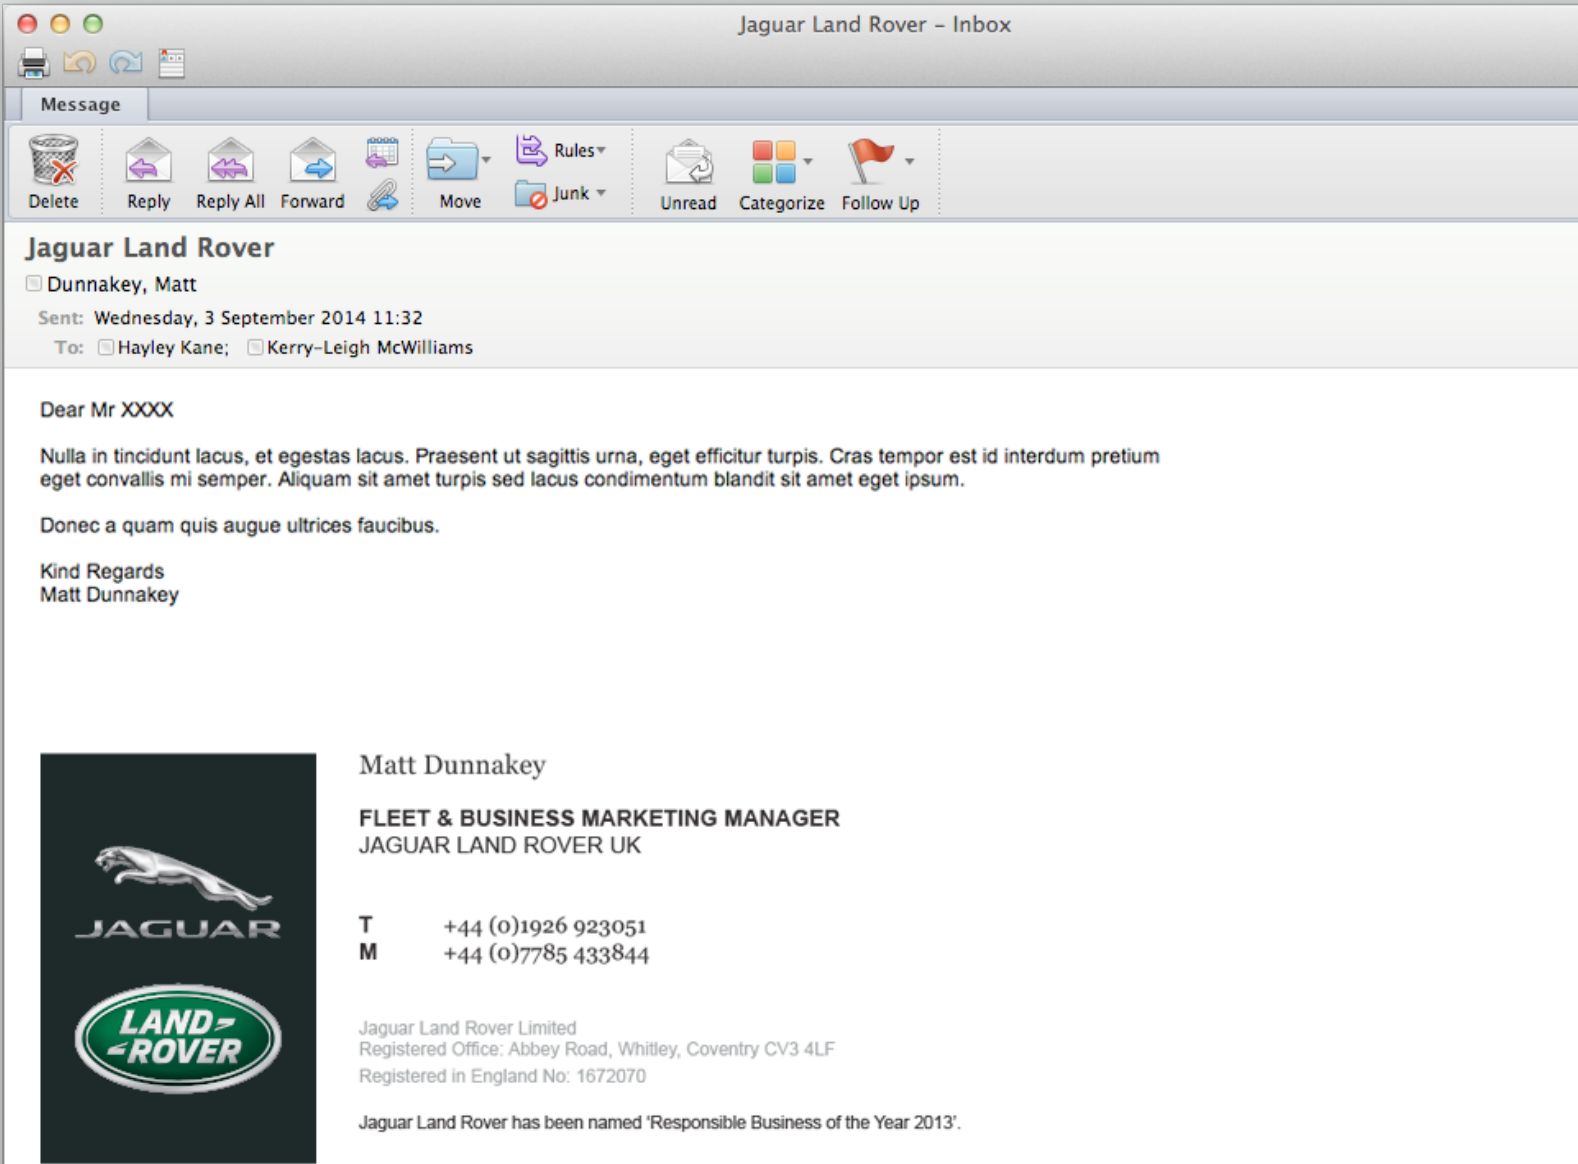 Jaguar Land Rover – Inbox
Message
Delete
Reply
Reply All
Forward
Move
Rules
Junk
Unread
Categorize
Follow Up
Jaguar Land Rover
Dunnakey, Matt
Sent: Wednesday, 3 September 2014 11:32
To: Hayley Kane; Kerry-Leigh McWilliams
Dear Mr XXXX
Nulla in tincidunt lacus, et egestas lacus. Praesent ut sagittis urna, eget efficitur turpis. Cras tempor est id interdum pretium
eget convallis mi semper. Aliquam sit amet turpis sed lacus condimentum blandit sit amet eget ipsum.
Donec a quam quis augue ultrices faucibus.
Kind Regards
Matt Dunnakey
Matt Dunnakey
FLEET & BUSINESS MARKETING MANAGER
JAGUAR LAND ROVER UK
JAGUAR
T +44 (0)1926 923051
M +44 (0)7785 433844
LAND-
-ROVER
Jaguar Land Rover Limited
Registered Office: Abbey Road, Whitley, Coventry CV3 4LF
Registered in England No: 1672070
Jaguar Land Rover has been named 'Responsible Business of the Year 2013'.